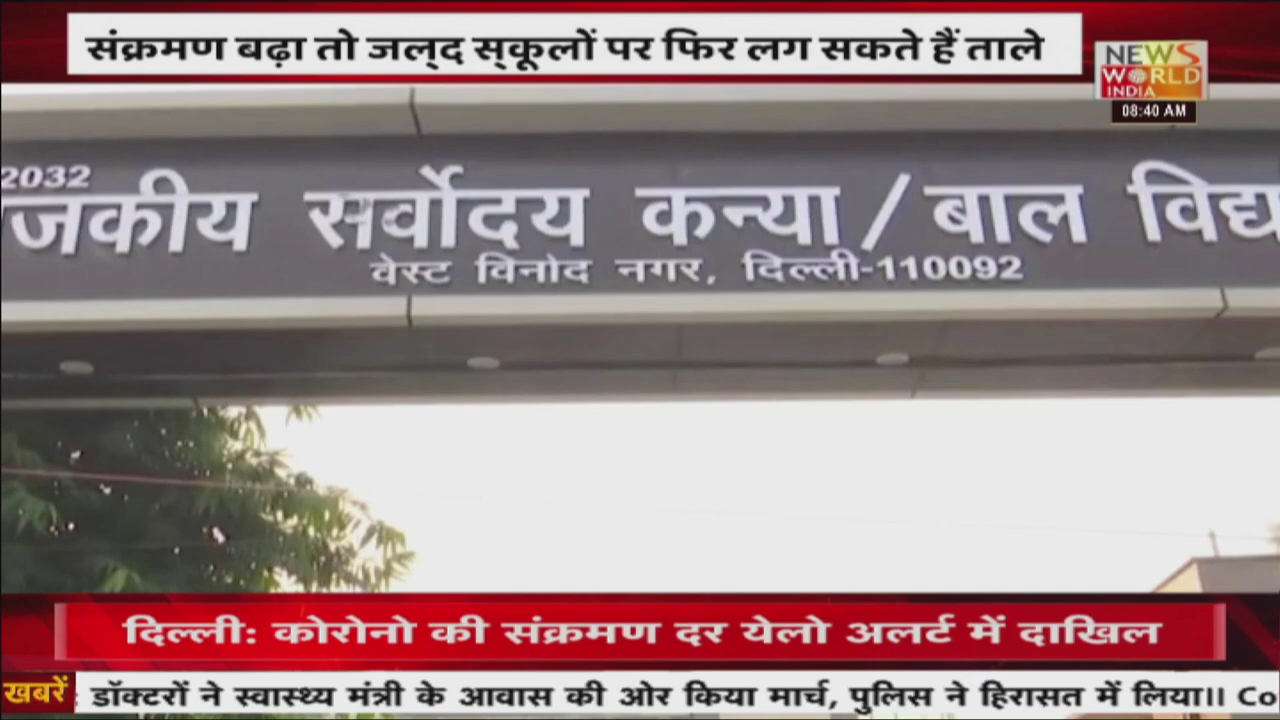 संक्रमण बढ़ा तो जल्द स्कूलों पर फिर लग सकते हैं ताले
NEWS
WORLD
INDIA
08:40 AM
2032
सर्वोदय कन्या/बाल
वेस्ट विनोद नगर, दिल्ली-110092
दिल्ली: कोरोनो की संक्रमण दर येलो अलर्ट में दाखिल
खबरें : डॉक्टरों ने स्वास्थ्य मंत्री के आवास की ओर किया मार्च, पुलिस ने हिरासत में लिया।। Co